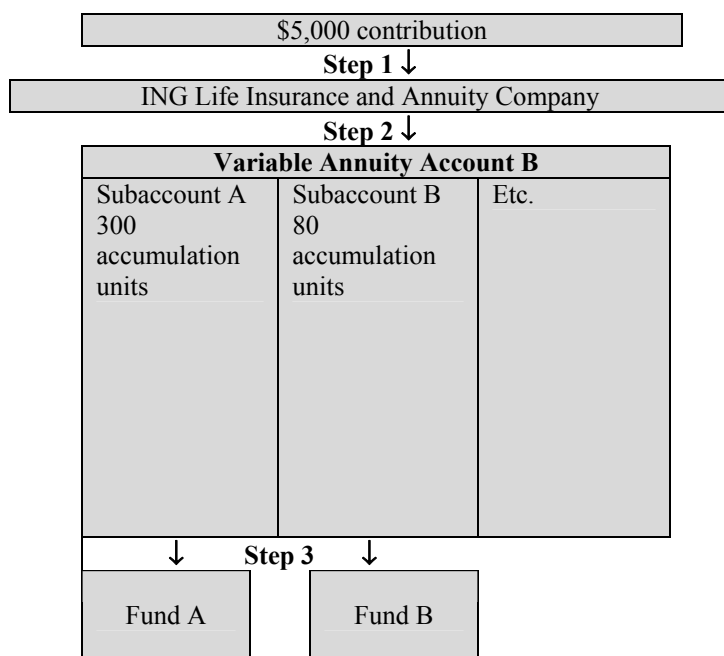 $5,000 contribution
Step 1 ↓
ING Life Insurance and Annuity Company
Step 2 ↓
Variable Annuity Account B
Subaccount A
300
accumulation
units
Subaccount B
80
accumulation
units
Etc.
↓ Step 3 ↓
Fund A
Fund B